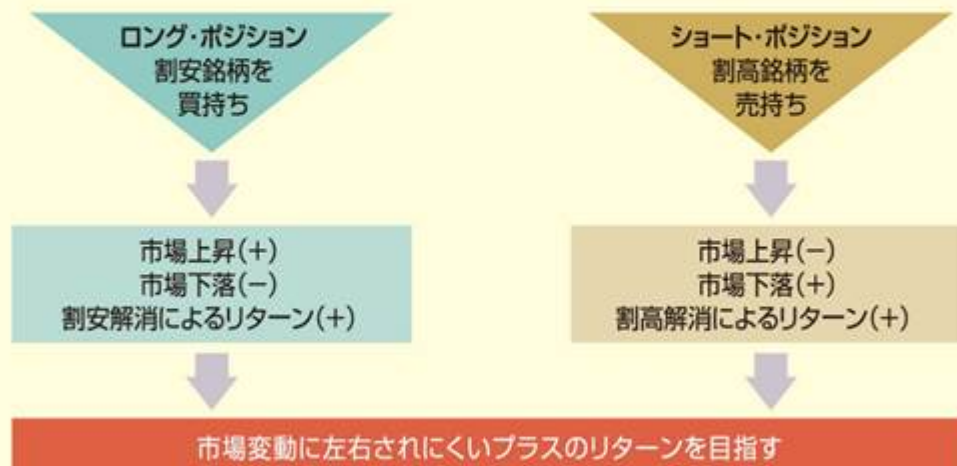 ロング・ポジション
割安銘柄を
買持ち
ショート・ポジション
割高銘柄を
売持ち
市場上昇(+)
市場下落(−)
割安解消によるリターン(+)
市場上昇(−)
市場下落(+)
割高解消によるリターン(+)
市場変動に左右されにくいプラスのリターンを目指す